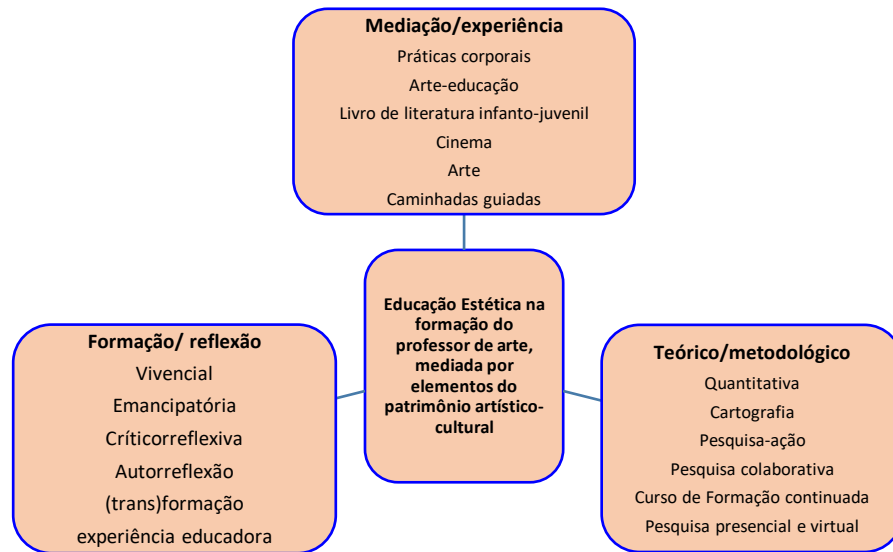 Mediação/experiência
Práticas corporais
Arte-educação
Livro de literatura infanto-juvenil
Cinema
Arte
Caminhadas guiadas
Educação Estética na
formação do
professor de arte,
mediada por
elementos do
patrimônio artístico-
cultural
Formação/ reflexão
Vivencial
Emancipatória
Críticorreflexiva
Autorreflexão
(trans)formação
experiência educadora
Teórico/metodológico
Quantitativa
Cartografia
Pesquisa-ação
Pesquisa colaborativa
Curso de Formação continuada
Pesquisa presencial e virtual